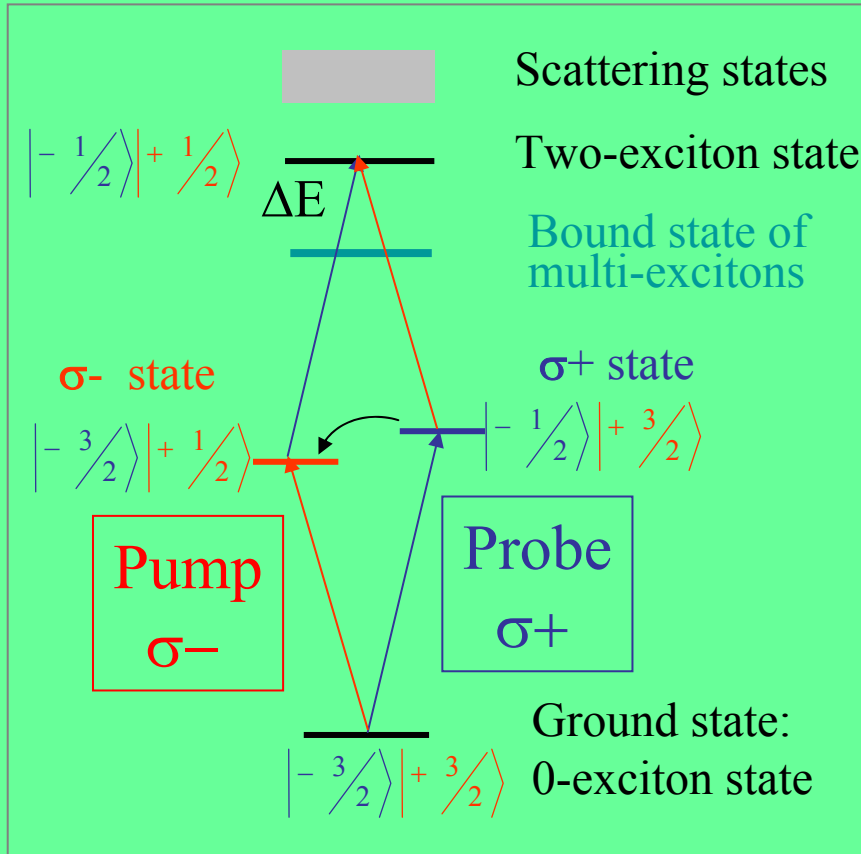 Scattering states
|− 1/2⟩|+ 1/2⟩
Two-exciton state
ΔE
Bound state of
multi-excitons
σ- state
σ+ state
|− 3/2⟩|+ 1/2⟩
|− 1/2⟩|+ 3/2⟩
Pump
σ−
Probe
σ+
Ground state:
0-exciton state
|− 3/2⟩|+ 3/2⟩